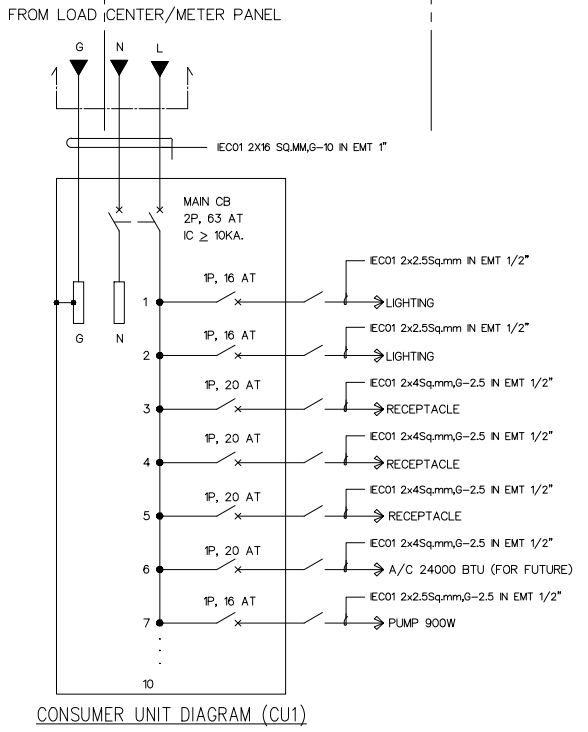 FROM LOAD CENTER/METER PANEL
G N L
IEC01 2X16 SQ.MM,G-10 IN EMT 1"
MAIN CB
2P, 63 AT
IC ≥ 10KA.
G N
1 1P, 16 AT IEC01 2x2.5Sq.mm IN EMT 1/2"
LIGHTING
2 1P, 16 AT IEC01 2x2.5Sq.mm IN EMT 1/2"
LIGHTING
3 1P, 20 AT IEC01 2x4Sq.mm,G-2.5 IN EMT 1/2"
RECEPTACLE
4 1P, 20 AT IEC01 2x4Sq.mm,G-2.5 IN EMT 1/2"
RECEPTACLE
5 1P, 20 AT IEC01 2x4Sq.mm,G-2.5 IN EMT 1/2"
RECEPTACLE
6 1P, 20 AT IEC01 2x4Sq.mm,G-2.5 IN EMT 1/2"
A/C 24000 BTU (FOR FUTURE)
7 1P, 16 AT IEC01 2x2.5Sq.mm,G-2.5 IN EMT 1/2"
PUMP 900W
10
CONSUMER UNIT DIAGRAM (CU1)